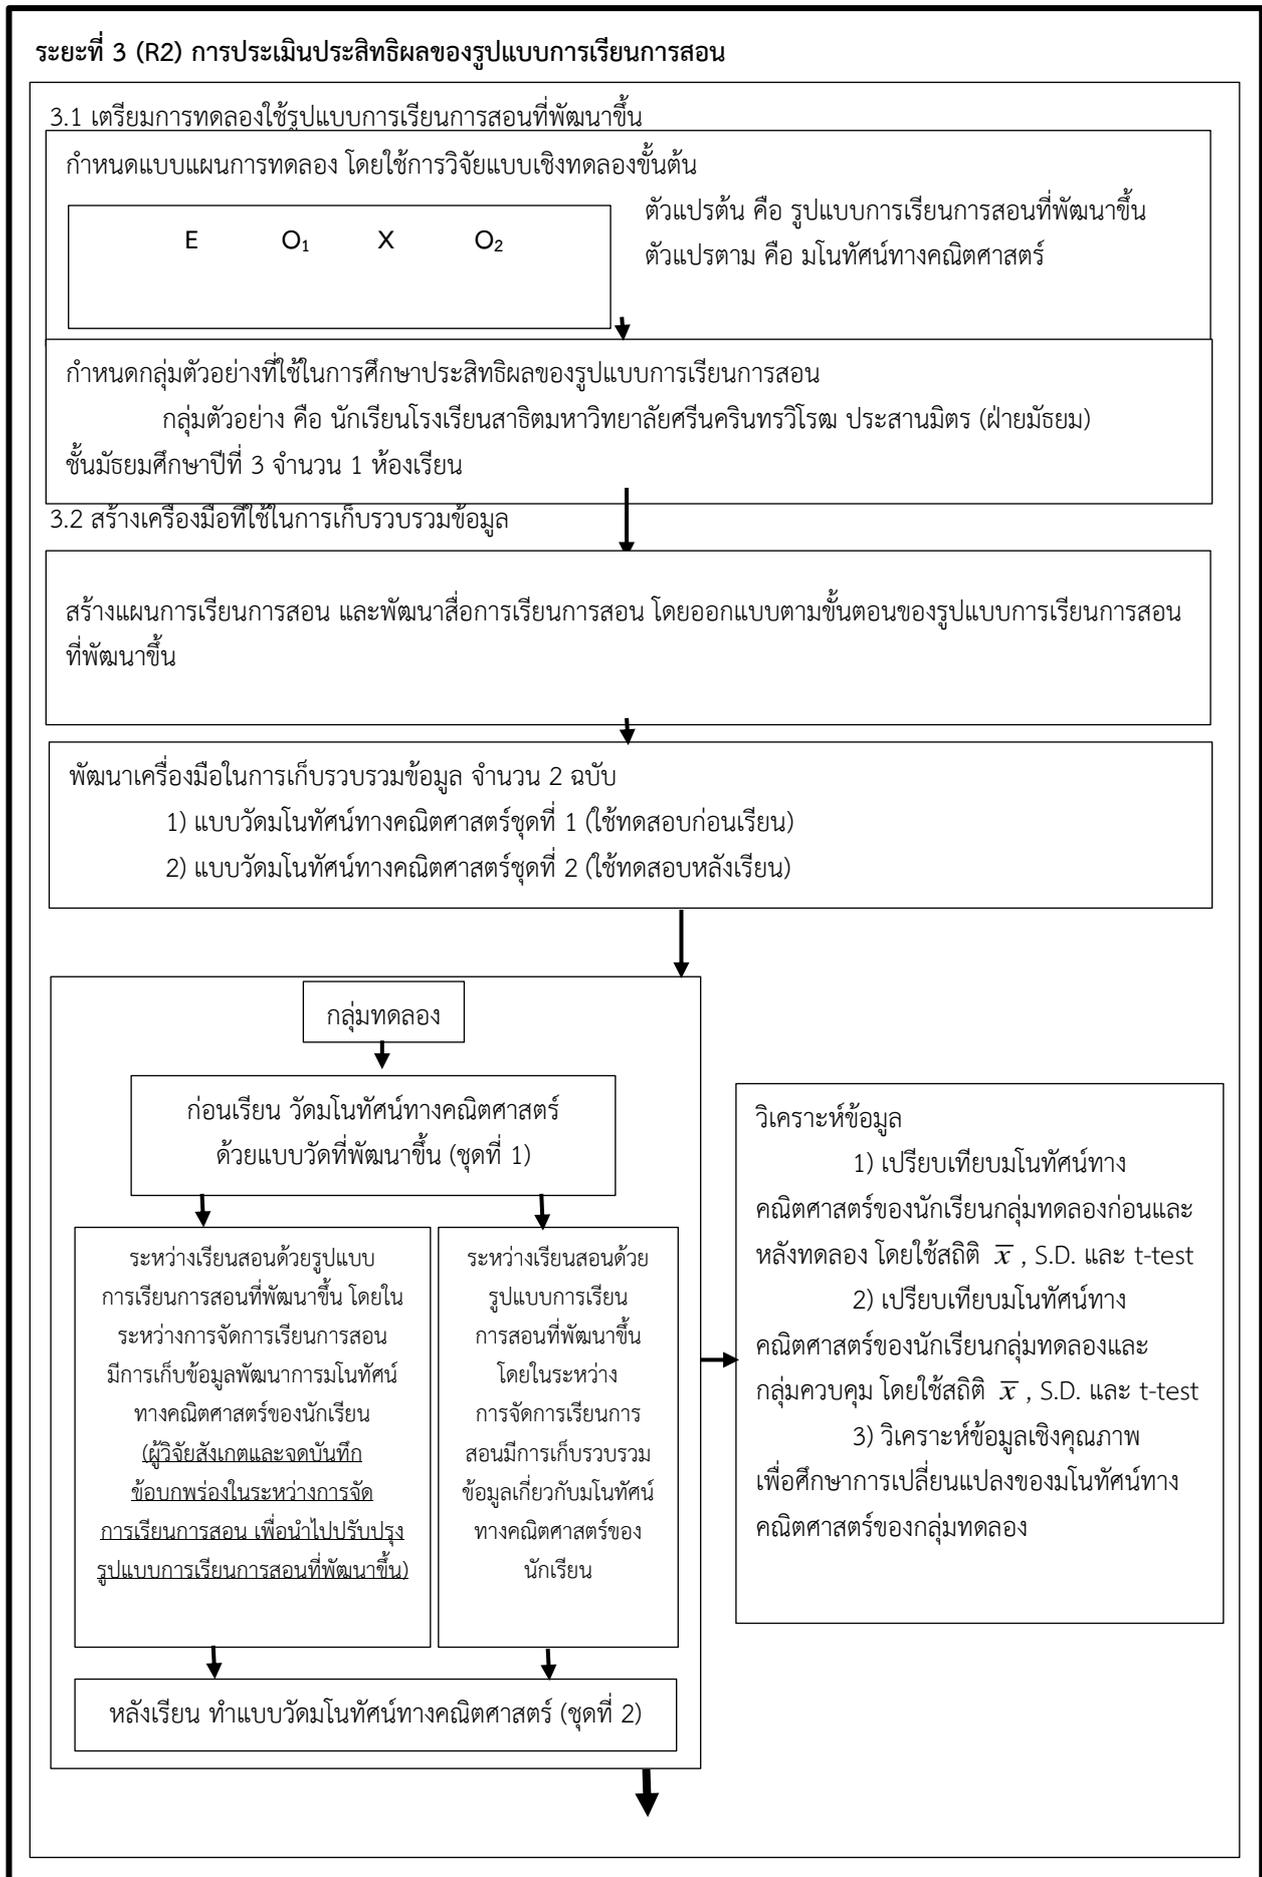 ระยะที่ 3 (R2) การประเมินประสิทธิผลของรูปแบบการเรียนการสอน
3.1 เตรียมการทดลองใช้รูปแบบการเรียนการสอนที่พัฒนาขึ้น
กำหนดแบบแผนการทดลอง โดยใช้การวิจัยแบบเชิงทดลองขั้นต้น
E O₁ X O₂
ตัวแปรต้น คือ รูปแบบการเรียนการสอนที่พัฒนาขึ้น
ตัวแปรตาม คือ มโนทัศน์ทางคณิตศาสตร์
กำหนดกลุ่มตัวอย่างที่ใช้ในการศึกษาประสิทธิผลของรูปแบบการเรียนการสอน
กลุ่มตัวอย่าง คือ นักเรียนโรงเรียนสาธิตมหาวิทยาลัยศรีนครินทรวิโรฒ ประสานมิตร (ฝ่ายมัธยม)
ชั้นมัธยมศึกษาปีที่ 3 จำนวน 1 ห้องเรียน
3.2 สร้างเครื่องมือที่ใช้ในการเก็บรวบรวมข้อมูล
สร้างแผนการเรียนการสอน และพัฒนาสื่อการเรียนการสอน โดยออกแบบตามขั้นตอนของรูปแบบการเรียนการสอน
ที่พัฒนาขึ้น
พัฒนาเครื่องมือในการเก็บรวบรวมข้อมูล จำนวน 2 ฉบับ
1) แบบวัดมโนทัศน์ทางคณิตศาสตร์ชุดที่ 1 (ใช้ทดสอบก่อนเรียน)
2) แบบวัดมโนทัศน์ทางคณิตศาสตร์ชุดที่ 2 (ใช้ทดสอบหลังเรียน)
กลุ่มทดลอง
ก่อนเรียน วัดมโนทัศน์ทางคณิตศาสตร์
ด้วยแบบวัดที่พัฒนาขึ้น (ชุดที่ 1)
ระหว่างเรียนสอนด้วยรูปแบบ
การเรียนการสอนที่พัฒนาขึ้น โดยใน
ระหว่างการจัดการเรียนการสอน
มีการเก็บข้อมูลพัฒนาการมโนทัศน์
ทางคณิตศาสตร์ของนักเรียน
(ผู้วิจัยสังเกตและจดบันทึก
ข้อบกพร่องในระหว่างการจัด
การเรียนการสอน เพื่อนำไปปรับปรุง
รูปแบบการเรียนการสอนที่พัฒนาขึ้น)
ระหว่างเรียนสอนด้วย
รูปแบบการเรียน
การสอนที่พัฒนาขึ้น
โดยในระหว่าง
การจัดการเรียนการ
สอนมีการเก็บรวบรวม
ข้อมูลเกี่ยวกับมโนทัศน์
ทางคณิตศาสตร์ของ
นักเรียน
หลังเรียน ทำแบบวัดมโนทัศน์ทางคณิตศาสตร์ (ชุดที่ 2)
วิเคราะห์ข้อมูล
1) เปรียบเทียบมโนทัศน์ทาง
คณิตศาสตร์ของนักเรียนกลุ่มทดลองก่อนและ
หลังทดลอง โดยใช้สถิติ x̅ , S.D. และ t-test
2) เปรียบเทียบมโนทัศน์ทาง
คณิตศาสตร์ของนักเรียนกลุ่มทดลองและ
กลุ่มควบคุม โดยใช้สถิติ x̅ , S.D. และ t-test
3) วิเคราะห์ข้อมูลเชิงคุณภาพ
เพื่อศึกษาการเปลี่ยนแปลงของมโนทัศน์ทาง
คณิตศาสตร์ของกลุ่มทดลอง